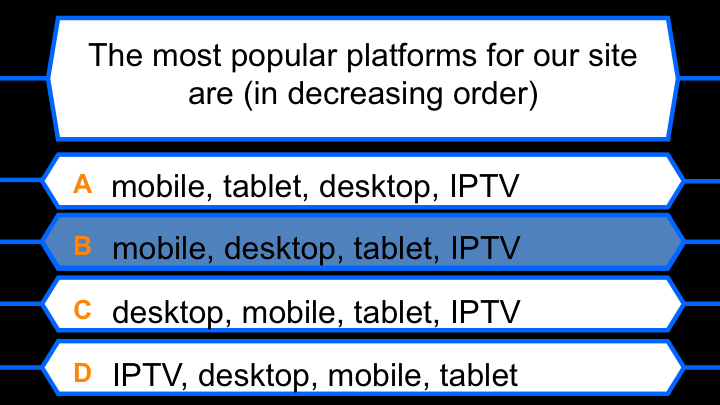 The most popular platforms for our site
are (in decreasing order)
A mobile, tablet, desktop, IPTV
B mobile, desktop, tablet, IPTV
C desktop, mobile, tablet, IPTV
D IPTV, desktop, mobile, tablet